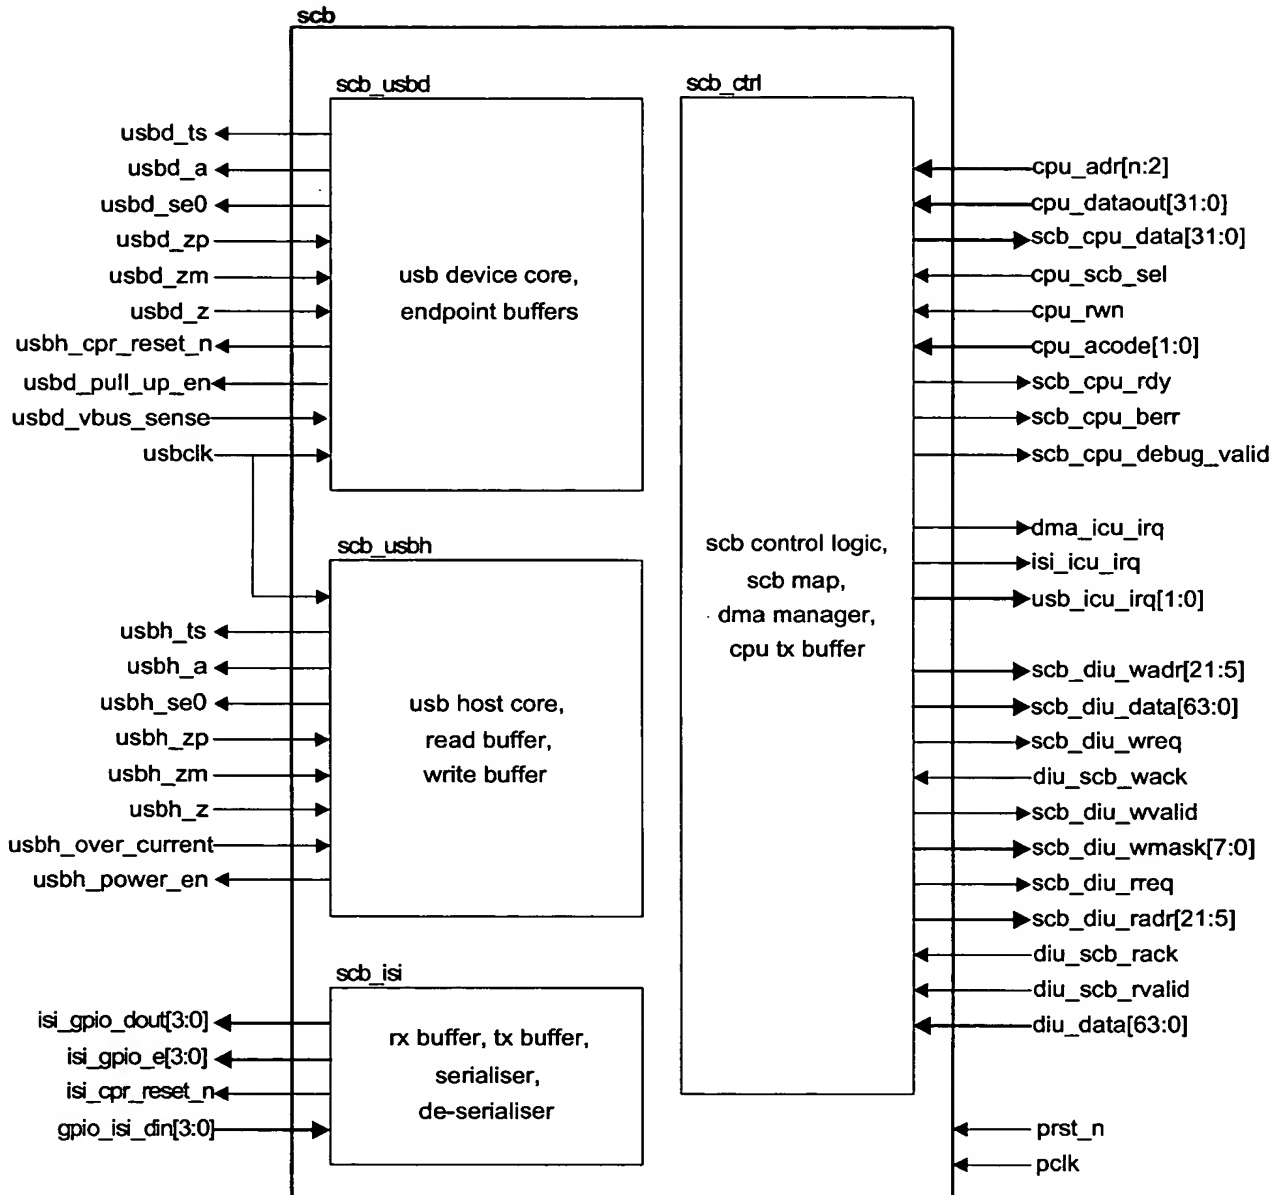 scb
scb_usbd
usbd_ts
usbd_a
usbd_se0
usbd_zp
usbd_zm
usbd_z
usbh_cpr_reset_n
usbd_pull_up_en
usbd_vbus_sense
usbclk
usb device core,
endpoint buffers
scb_usbh
usbh_ts
usbh_a
usbh_se0
usbh_zp
usbh_zm
usbh_z
usbh_over_current
usbh_power_en
usb host core,
read buffer,
write buffer
scb_isi
isi_gpio_dout[3:0]
isi_gpio_e[3:0]
isi_cpr_reset_n
gpio_isi_din[3:0]
rx buffer, tx buffer,
serialiser,
de-serialiser
scb_ctrl
scb control logic,
scb map,
dma manager,
cpu tx buffer
cpu_adr[n:2]
cpu_dataout[31:0]
scb_cpu_data[31:0]
cpu_scb_sel
cpu_rwn
cpu_acode[1:0]
scb_cpu_rdy
scb_cpu_berr
scb_cpu_debug_valid
dma_icu_irq
isi_icu_irq
usb_icu_irq[1:0]
scb_diu_wadr[21:5]
scb_diu_data[63:0]
scb_diu_wreq
diu_scb_wack
scb_diu_wvalid
scb_diu_wmask[7:0]
scb_diu_rreq
scb_diu_radr[21:5]
diu_scb_rack
diu_scb_rvalid
diu_data[63:0]
prst_n
pclk